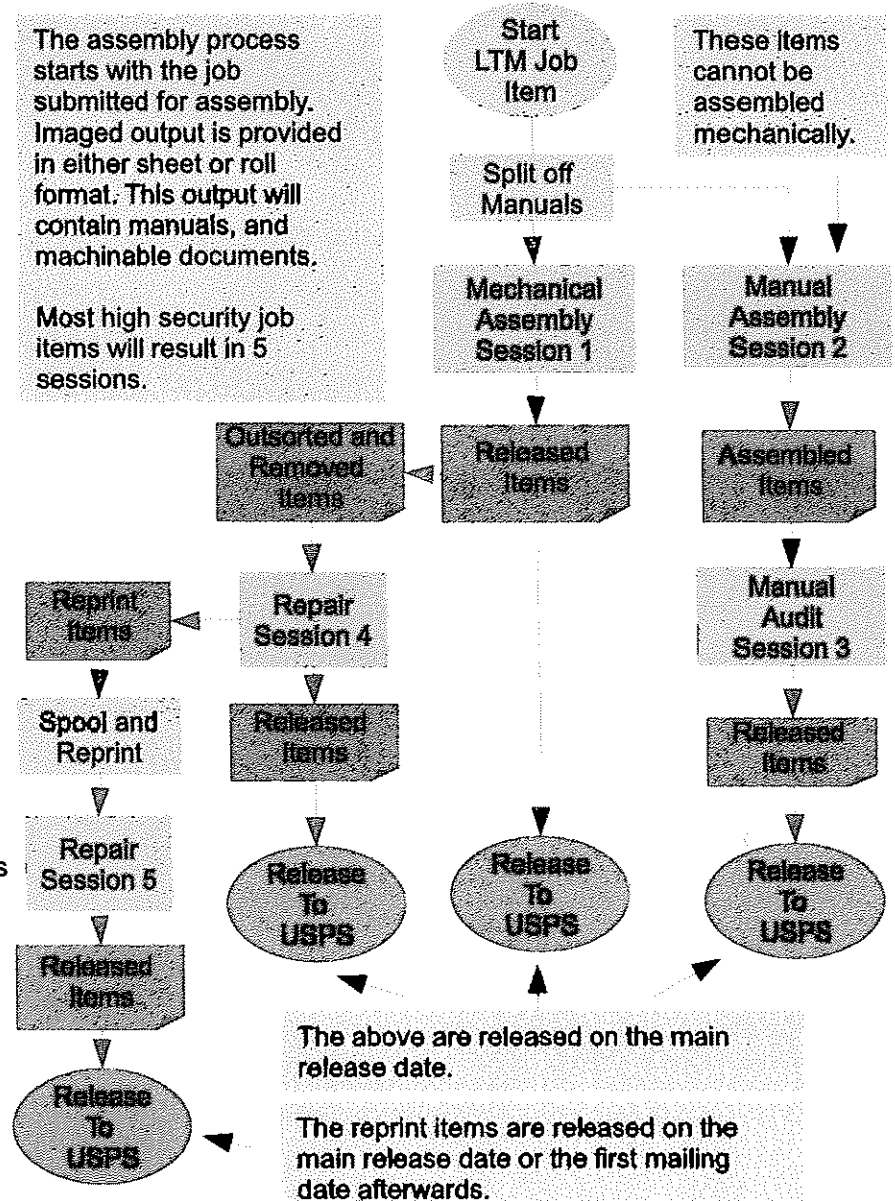 The assembly process
starts with the job
submitted for assembly.
Imaged output is provided
in either sheet or roll
format. This output will
contain manuals, and
machinable documents.
Most high security job
items will result in 5
sessions.
Start
LTM Job
Item
These items
cannot be
assembled
mechanically.
Split off
Manuals
Mechanical
Assembly
Session 1
Manual
Assembly
Session 2
Outsorted and
Removed
Items
Released
Items
Assembled
Items
Reprint
Items
Repair
Session 4
Manual
Audit
Session 3
Spool and
Reprint
Released
Items
Released
Items
s
Repair
Session 5
Release
To
USPS
Release
To
USPS
Release
To
USPS
Released
Items
The above are released on the main
release date.
Release
To
USPS
The reprint items are released on the
main release date or the first mailing
date afterwards.